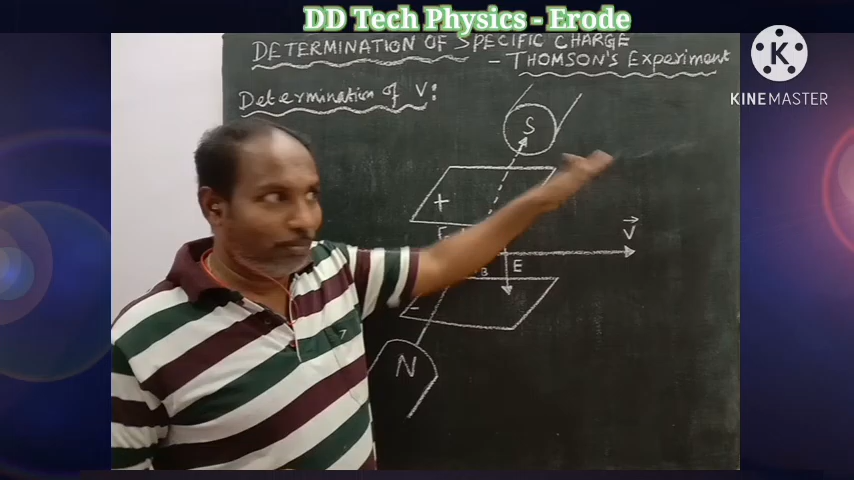 DD Tech Physics - Erode
K
KINEMASTER
DETERMINATION OF SPECIFIC CHARGE
- THOMSON'S Experiment
Determination of V:
S
+
E
V
B
E
-
N